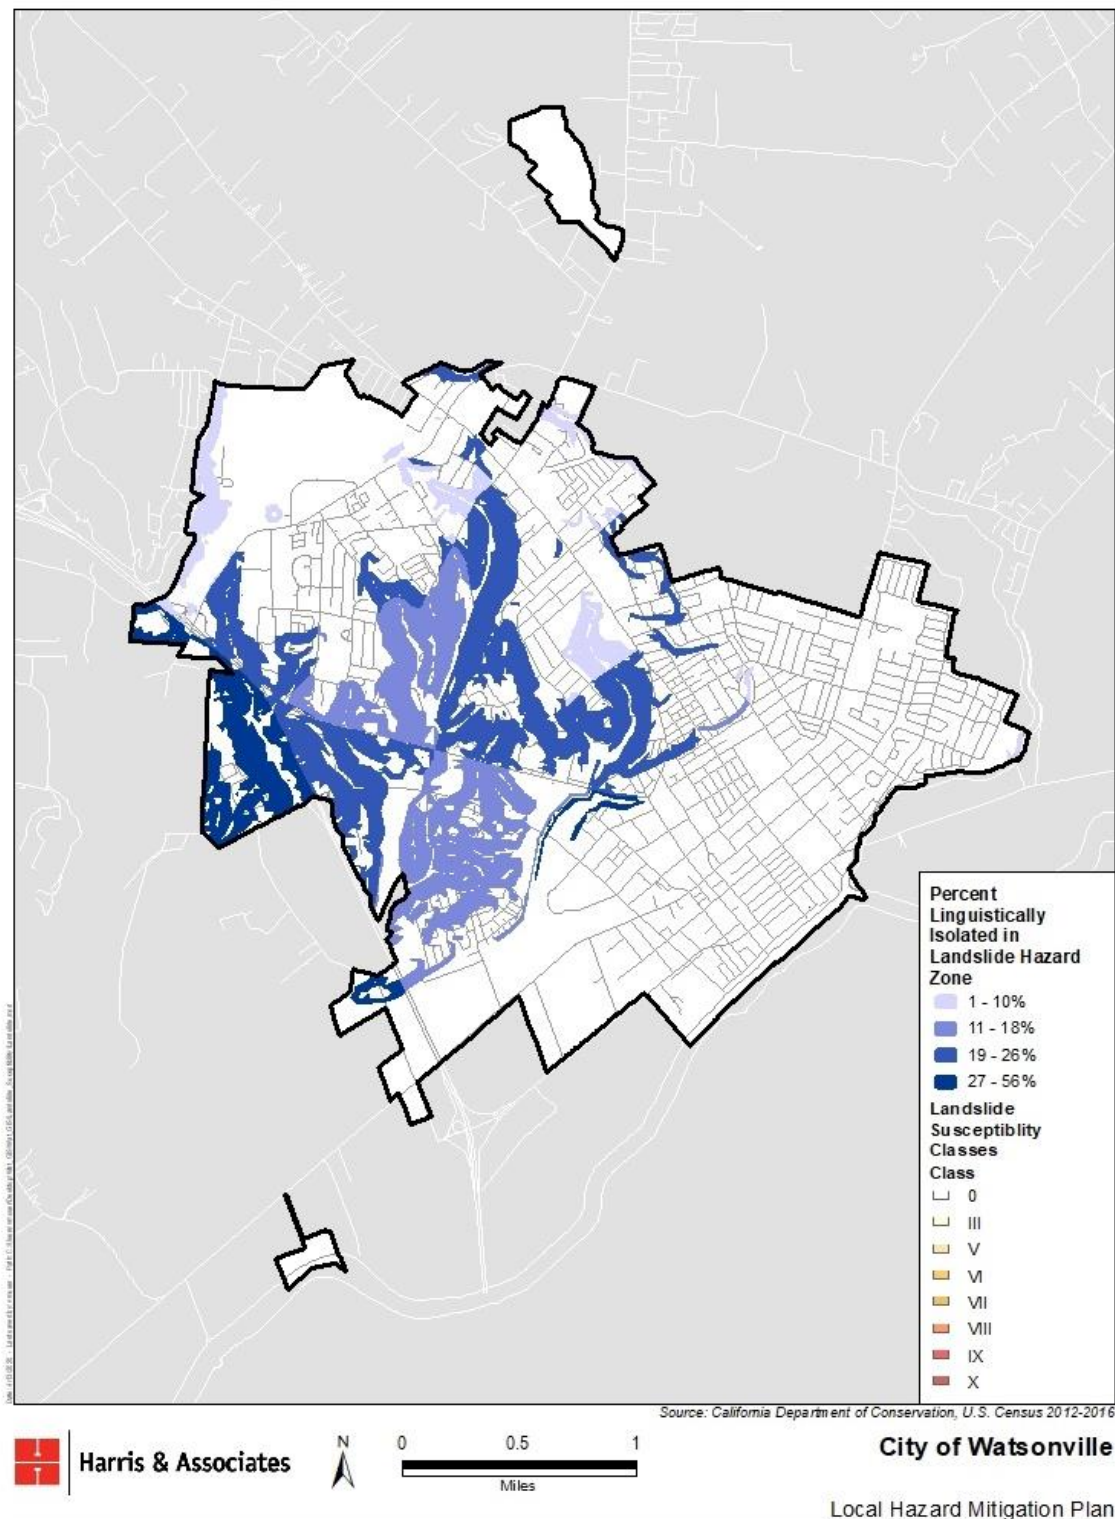 Percent
Linguistically
Isolated in
Landslide Hazard
Zone
1 - 10%
11 - 18%
19 - 26%
27 - 56%
Landslide
Susceptiblity
Classes
Class
0
III
V
VI
VII
VIII
IX
X
Source: California Department of Conservation, U.S. Census 2012-2016
Harris & Associates
N
0 0.5 1
Miles
City of Watsonville
Local Hazard Mitigation Plan